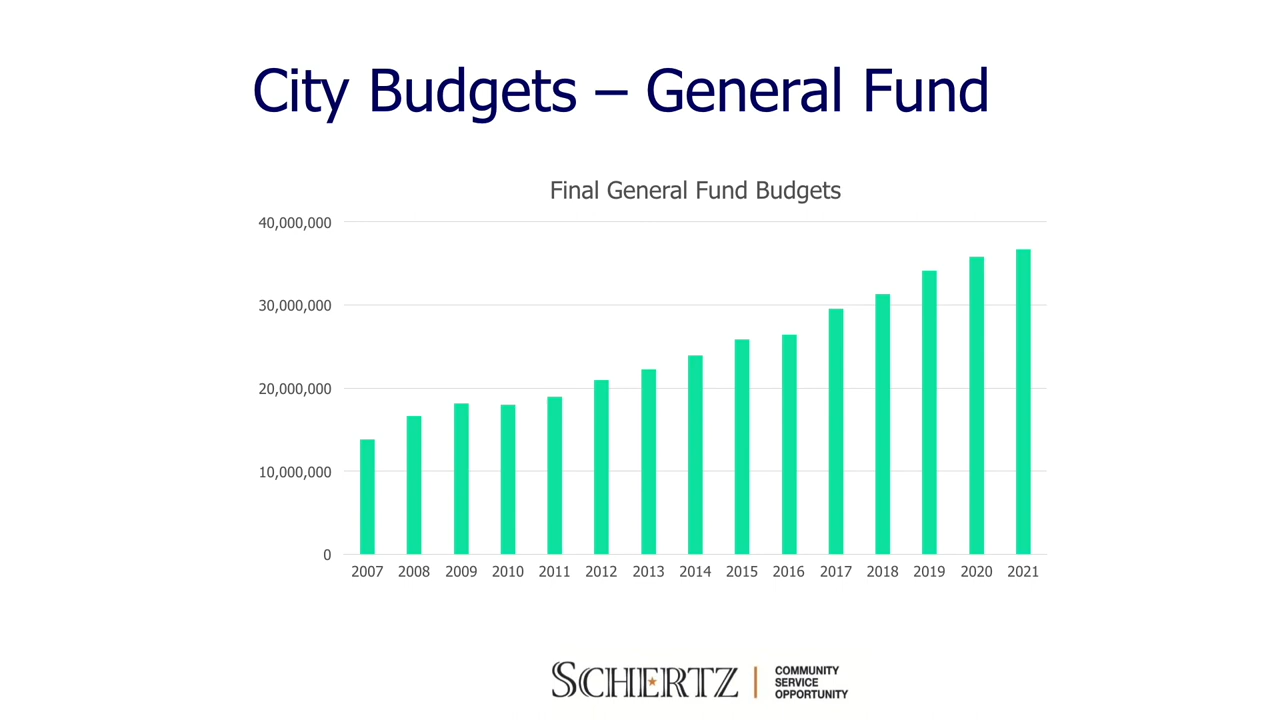 City Budgets – General Fund
Final General Fund Budgets
40,000,000
30,000,000
20,000,000
10,000,000
0
2007 2008 2009 2010 2011 2012 2013 2014 2015 2016 2017 2018 2019 2020 2021
SCHERTZ
COMMUNITY
SERVICE
OPPORTUNITY